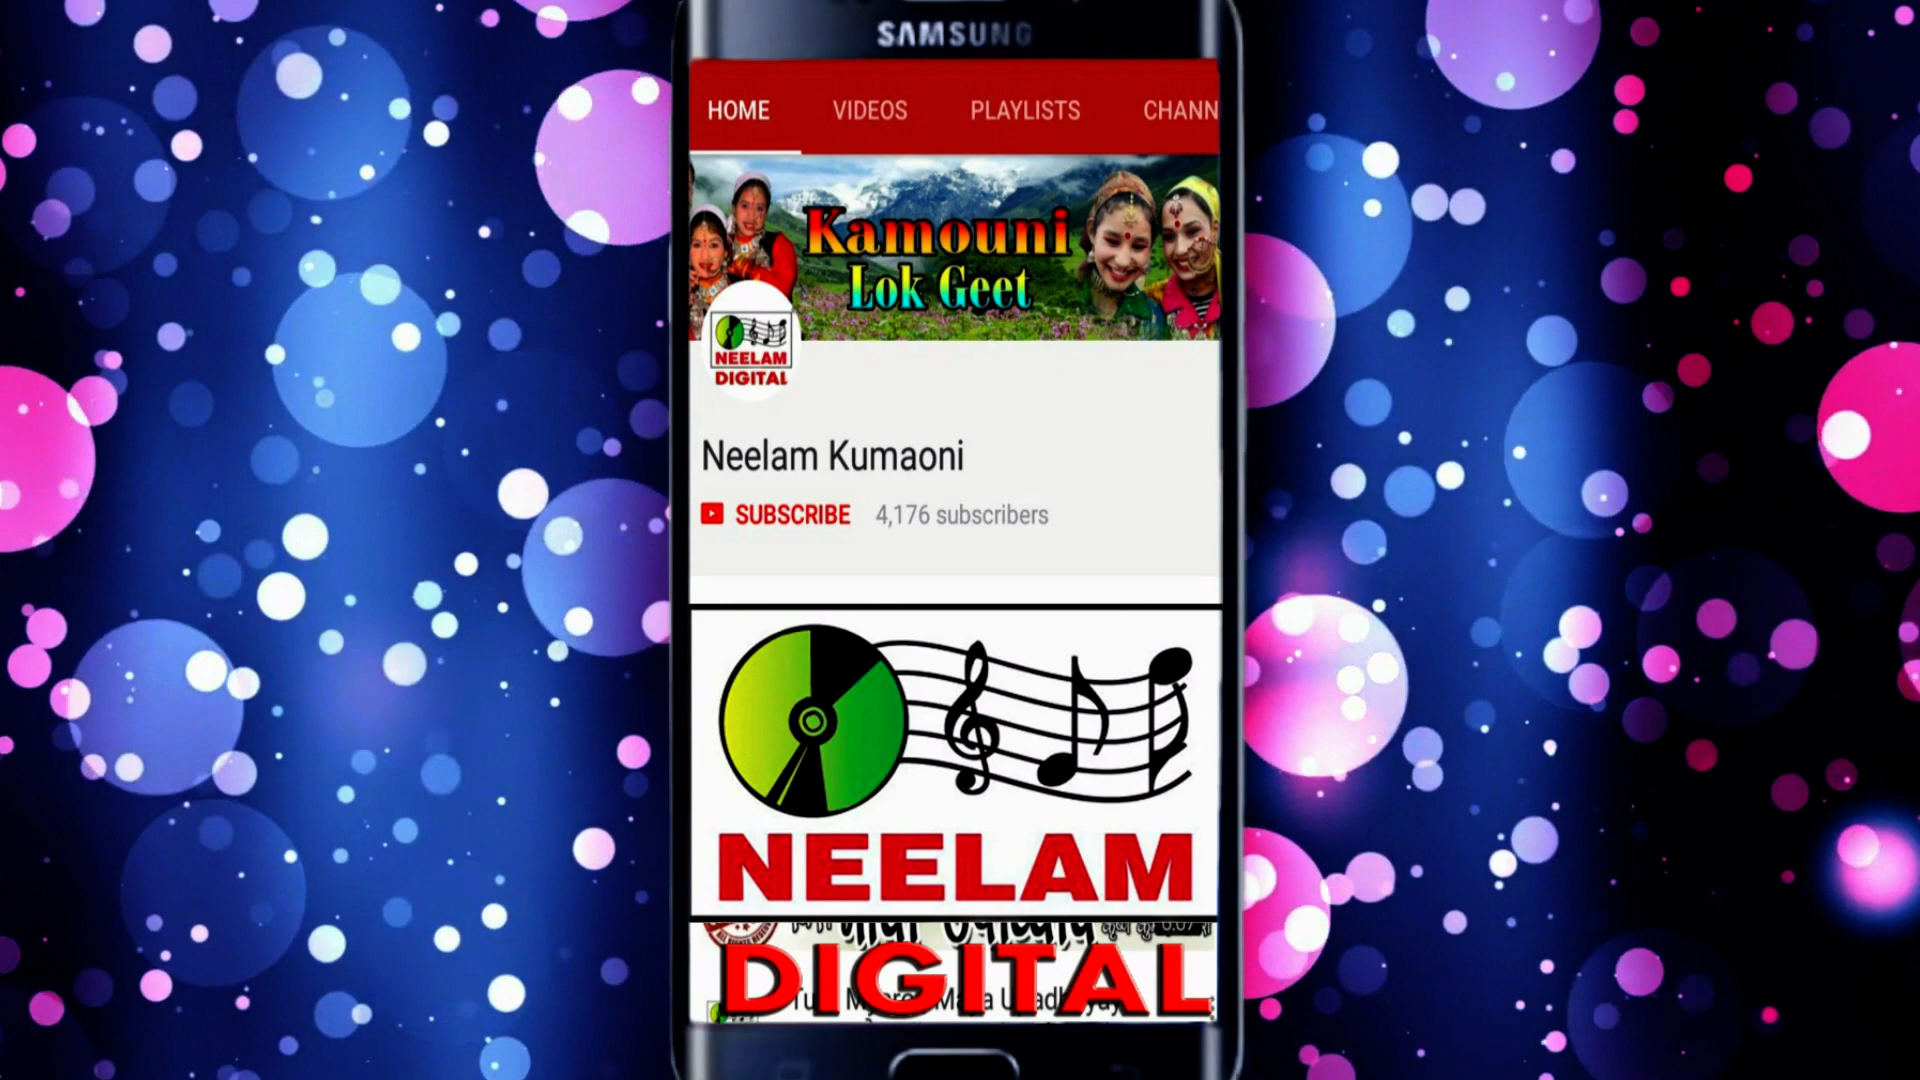 SAMSUNG
HOME VIDEOS PLAYLISTS CHANN
Kamouni
Lok Geet
NEELAM
DIGITAL
Neelam Kumaoni
SUBSCRIBE 4,176 subscribers
NEELAM
DIGITAL